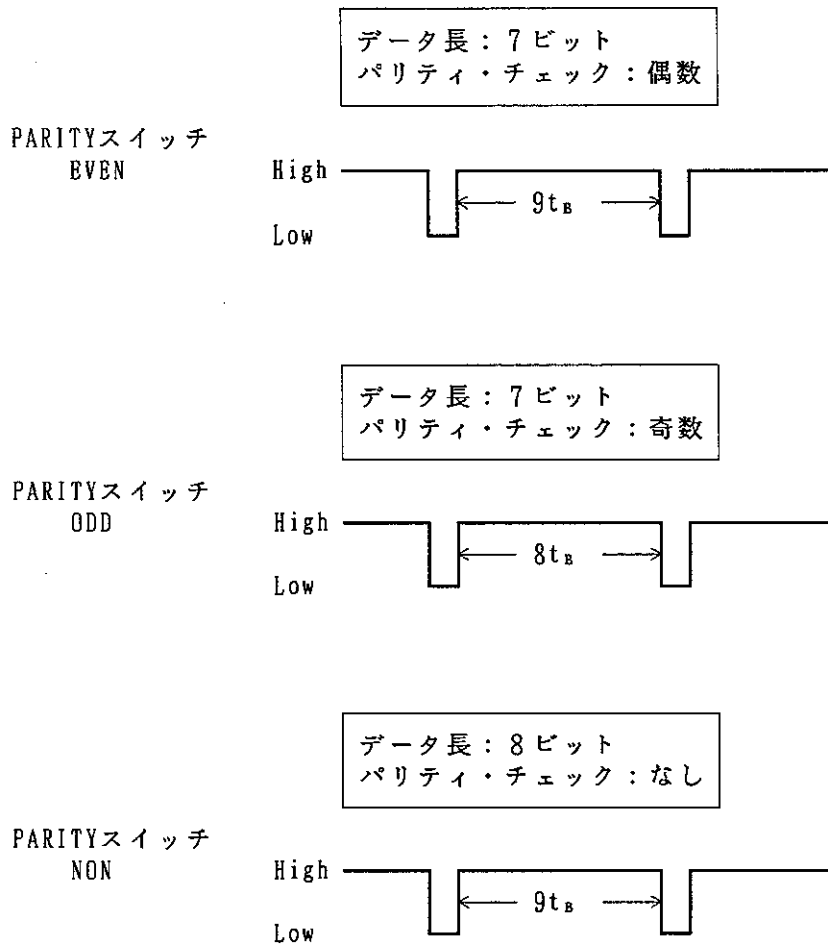 データ長：7ビット
パリティ・チェック：偶数
PARITYスイッチ
EVEN
High
9tB
Low
データ長：7ビット
パリティ・チェック：奇数
PARITYスイッチ
ODD
High
8tB
Low
データ長：8ビット
パリティ・チェック：なし
PARITYスイッチ
NON
High
9tB
Low